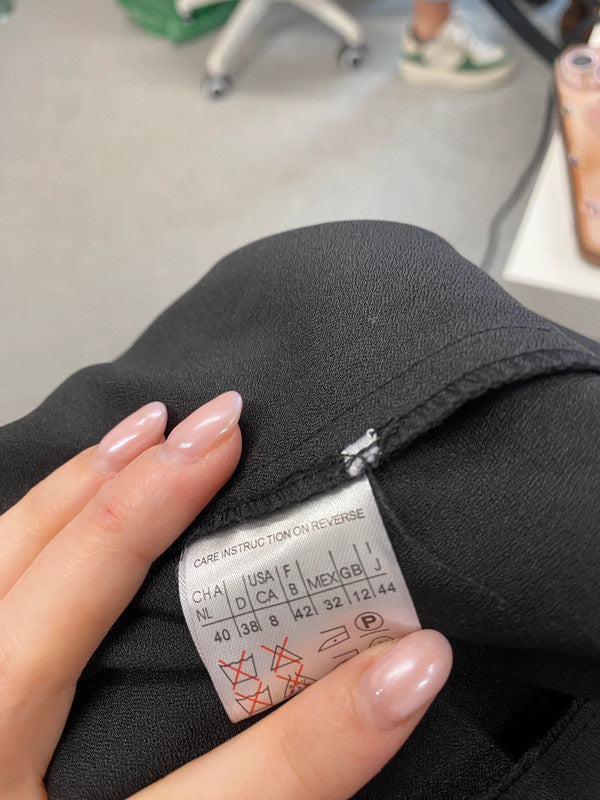 CARE INSTRUCTION ON REVERSE
CH A | | USA | F | | | I
NL | D | CA | B | MEX | GB | J
40 | 38 | 8 | 42 | 32 | 12 | 44
P